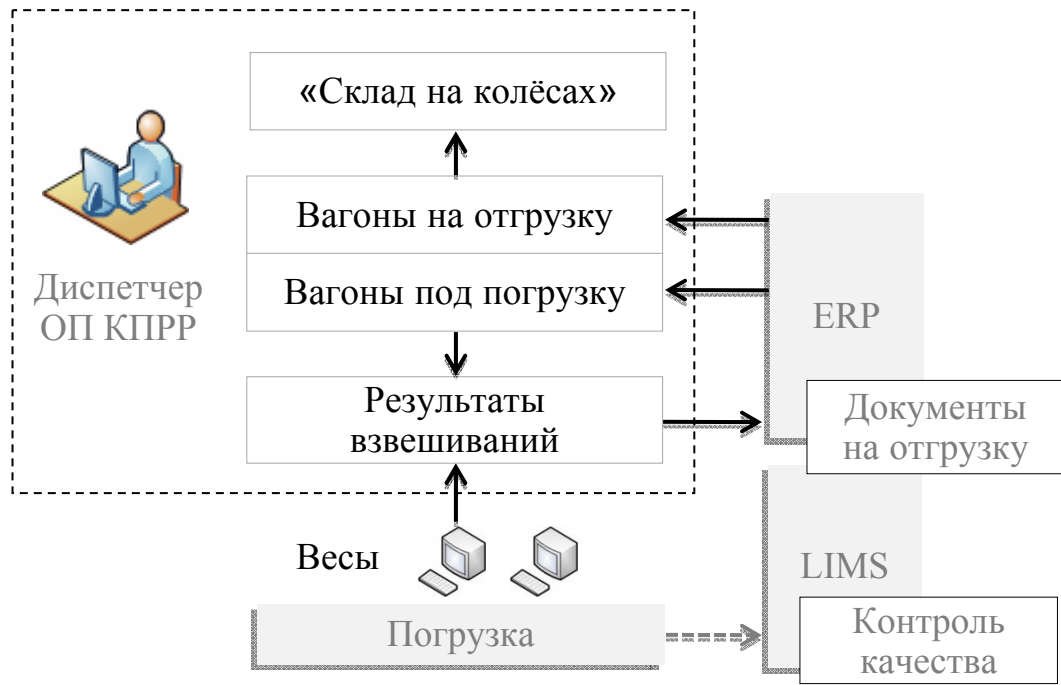 «Склад на колёсах»
Вагоны на отгрузку
Вагоны под погрузку
Диспетчер
ОП КПРР
Результаты
взвешиваний
ERP
Документы
на отгрузку
Весы
LIMS
Погрузка
Контроль
качества